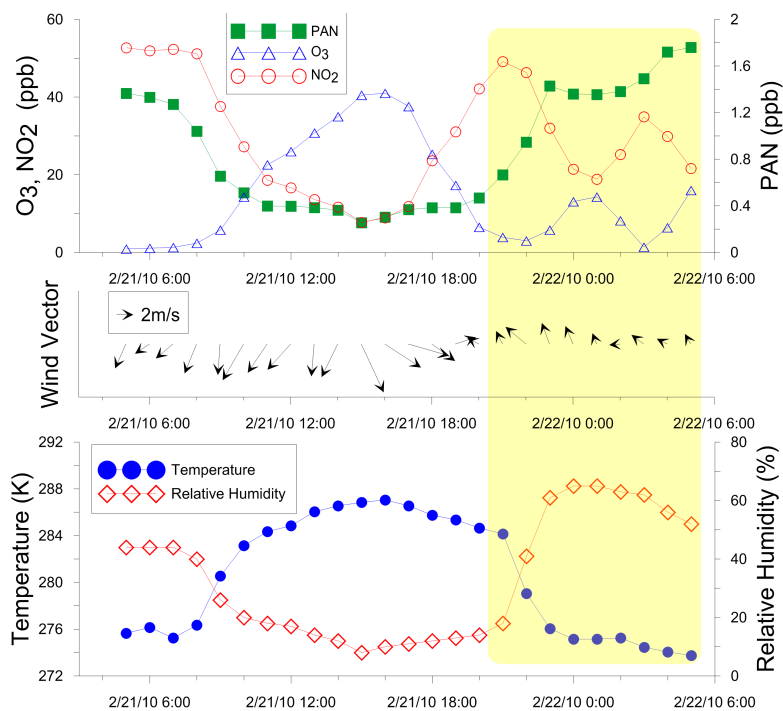 60
2
PAN
O3
NO2
1.6
40
1.2
O3, NO2 (ppb)
PAN (ppb)
0.8
20
0.4
0
0
2/21/10 6:00 2/21/10 12:00 2/21/10 18:00 2/22/10 0:00 2/22/10 6:00
2m/s
Wind Vector
2/21/10 6:00 2/21/10 12:00 2/21/10 18:00 2/22/10 0:00 2/22/10 6:00
292
80
Temperature
Relative Humidity
288
60
284
Temperature (K)
Relative Humidity (%)
40
280
20
276
272
0
2/21/10 6:00 2/21/10 12:00 2/21/10 18:00 2/22/10 0:00 2/22/10 6:00